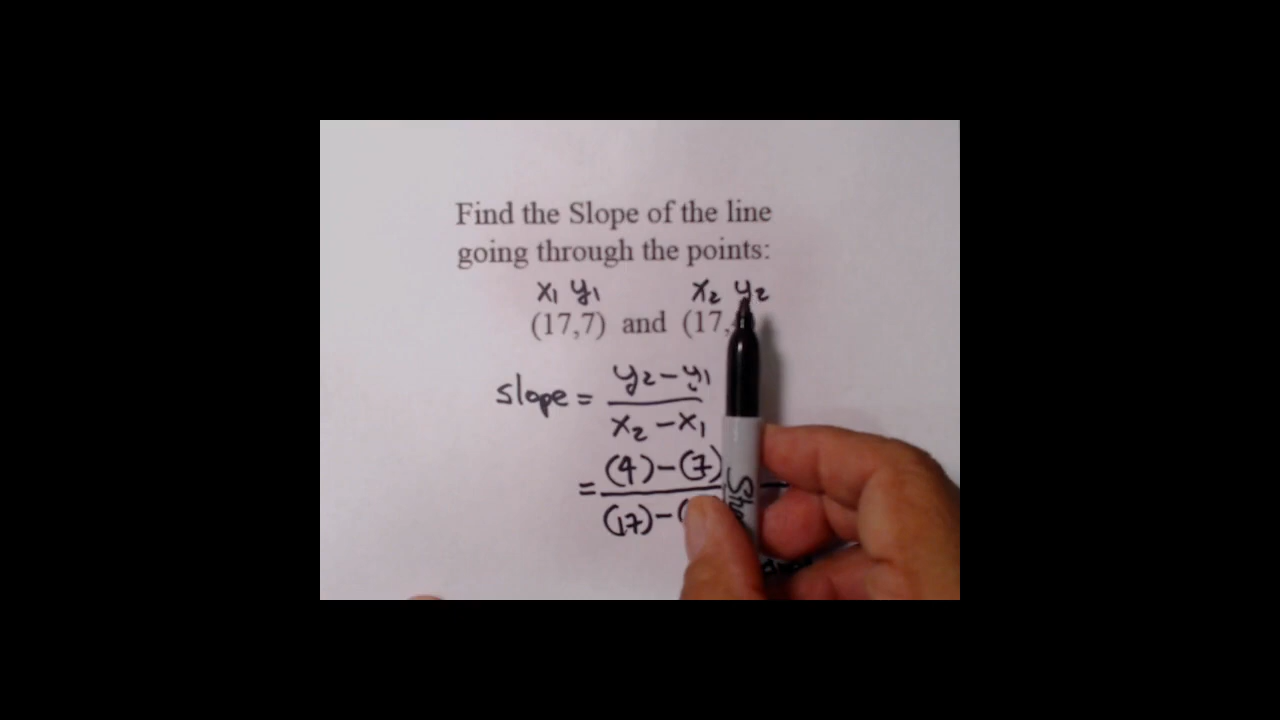 Find the Slope of the line
going through the points:
x₁ y₁ x₂ y₂
(17,7) and (17,
slope = y₂ - y₁
x₂ - x₁
= (4) - (7)
(17) - (